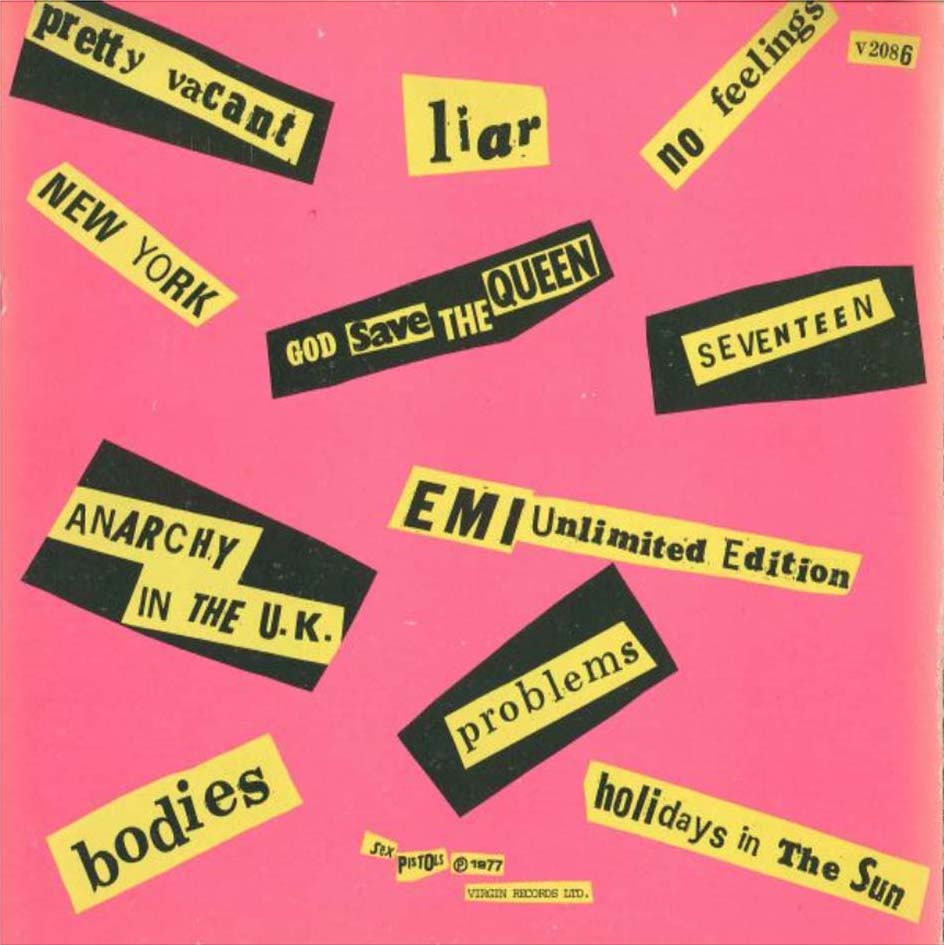 pretty vacant
liar
no feelings
V2086
NEW YORK
GOD Save THE QUEEN
SEVENTEEN
ANARCHY
IN THE U.K.
EMI Unlimited Edition
problems
bodies
holidays in The Sun
sex PISTOLS ℗ 1977
VIRGIN RECORDS LTD.